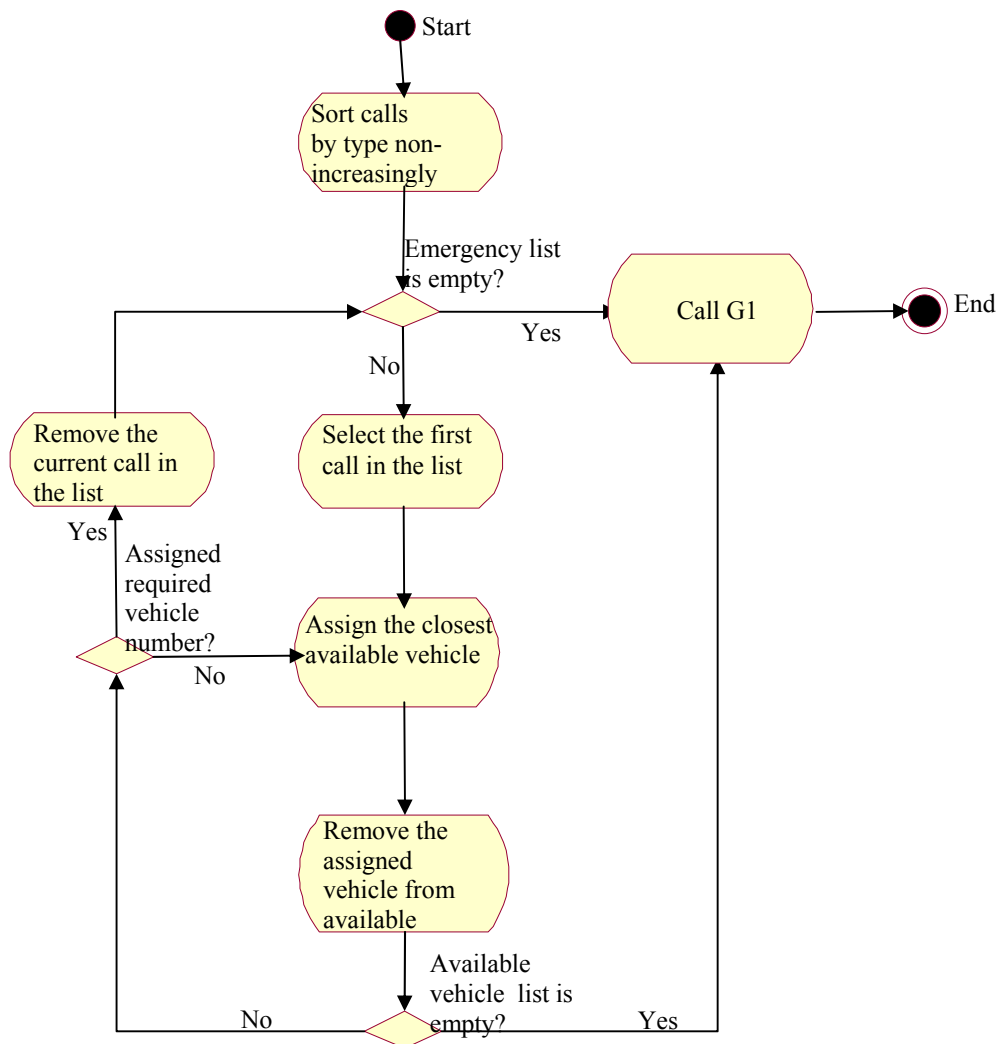 Start
Sort calls
by type non-
increasingly
Emergency list
is empty?
Call G1
End
Yes
No
Remove the
current call in
the list
Select the first
call in the list
Yes
Assigned
required
vehicle
number?
Assign the closest
available vehicle
No
Remove the
assigned
vehicle from
available
Available
vehicle list is
empty?
No
Yes